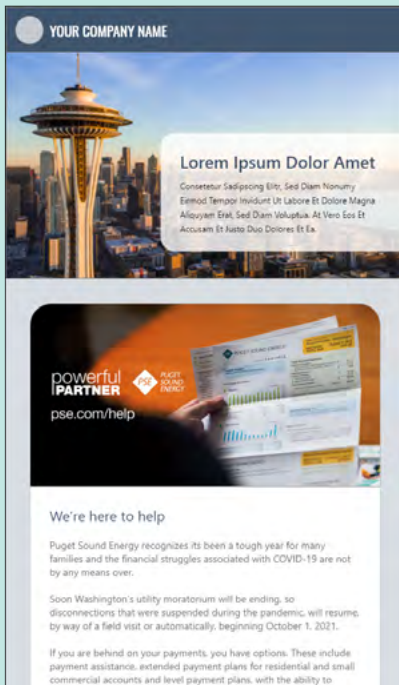 YOUR COMPANY NAME
Lorem Ipsum Dolor Amet
Consetetur Sadipscing Elitr, Sed Diam Nonumy
Eirmod Tempor Invidunt Ut Labore Et Dolore Magna
Aliquyam Erat, Sed Diam Voluptua. At Vero Eos Et
Accusam Et Justo Duo Dolores Et Ea.
powerful
PARTNER
PSE
PUGET
SOUND
ENERGY
pse.com/help
PUGET SOUND ENERGY
We're here to help
Puget Sound Energy recognizes its been a tough year for many
families and the financial struggles associated with COVID-19 are not
by any means over.
Soon Washington's utility moratorium will be ending, so
disconnections that were suspended during the pandemic, will resume,
by way of a field visit or automatically, beginning October 1, 2021.
If you are behind on your payments, you have options. These include
payment assistance, extended payment plans for residential and small
commercial accounts and level payment plans, with the ability to